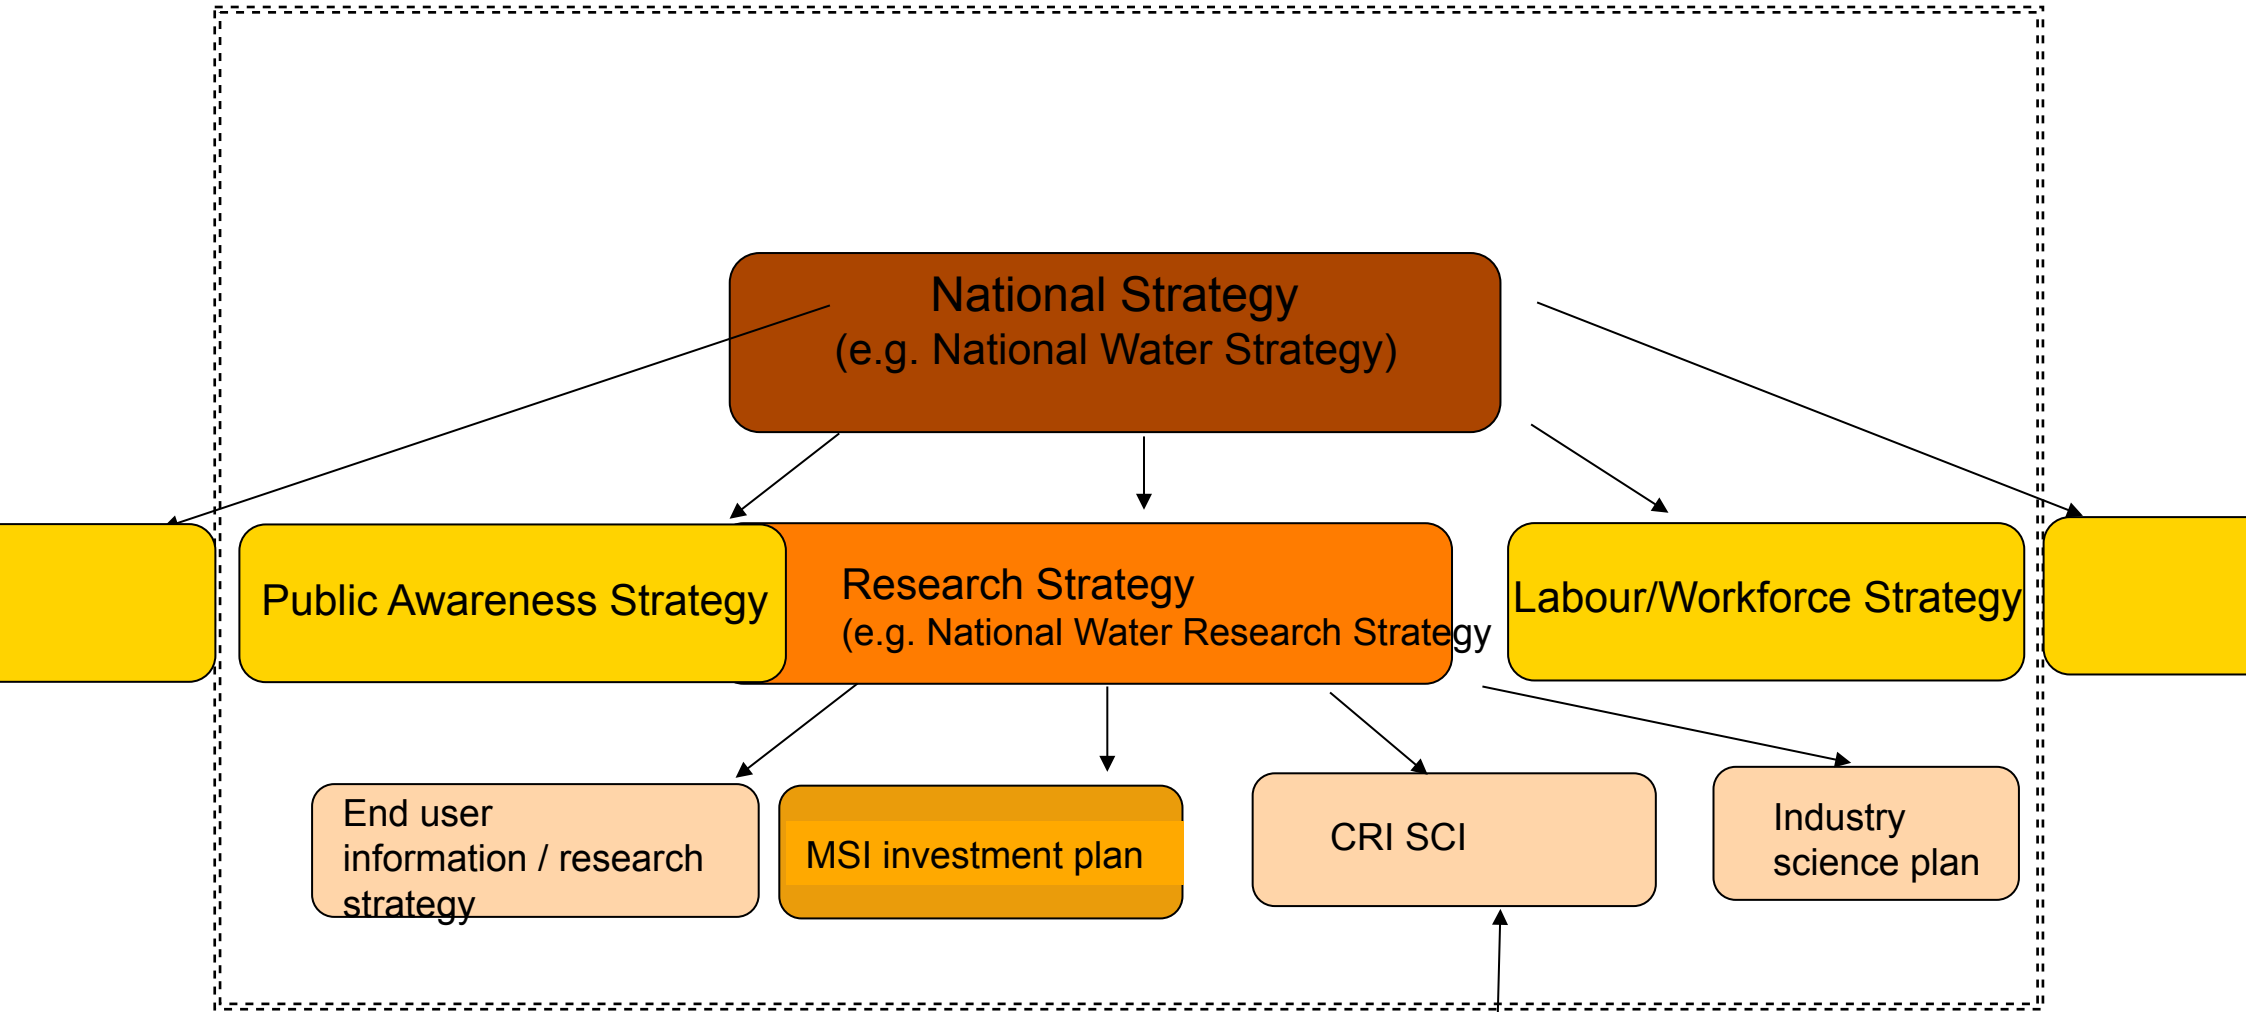 National Strategy
(e.g. National Water Strategy)
Public Awareness Strategy
Research Strategy
(e.g. National Water Research Strategy
Labour/Workforce Strategy
End user
information / research
strategy
MSI investment plan
CRI SCI
Industry
science plan